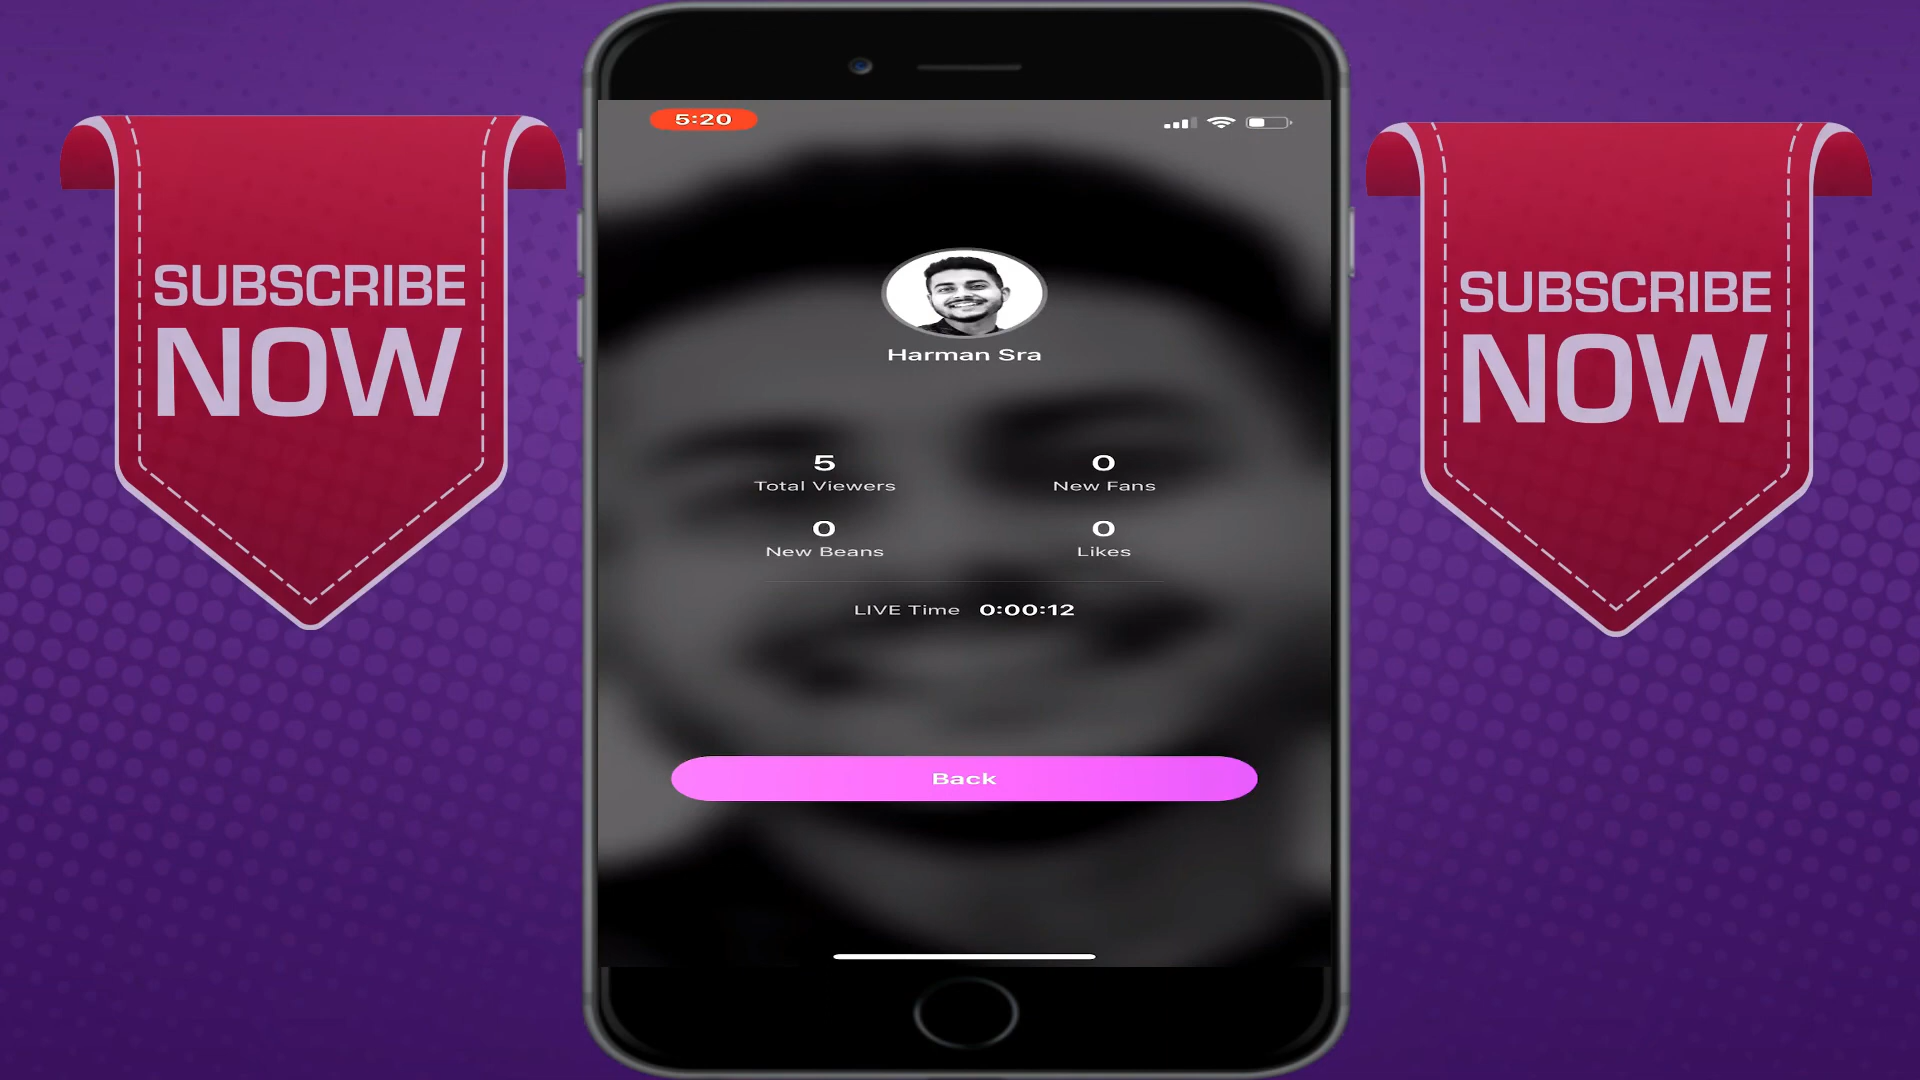 5:20
SUBSCRIBE
NOW
Harman Sra
5
Total Viewers
0
New Fans
0
New Beans
0
Likes
LIVE Time 0:00:12
Back
SUBSCRIBE
NOW